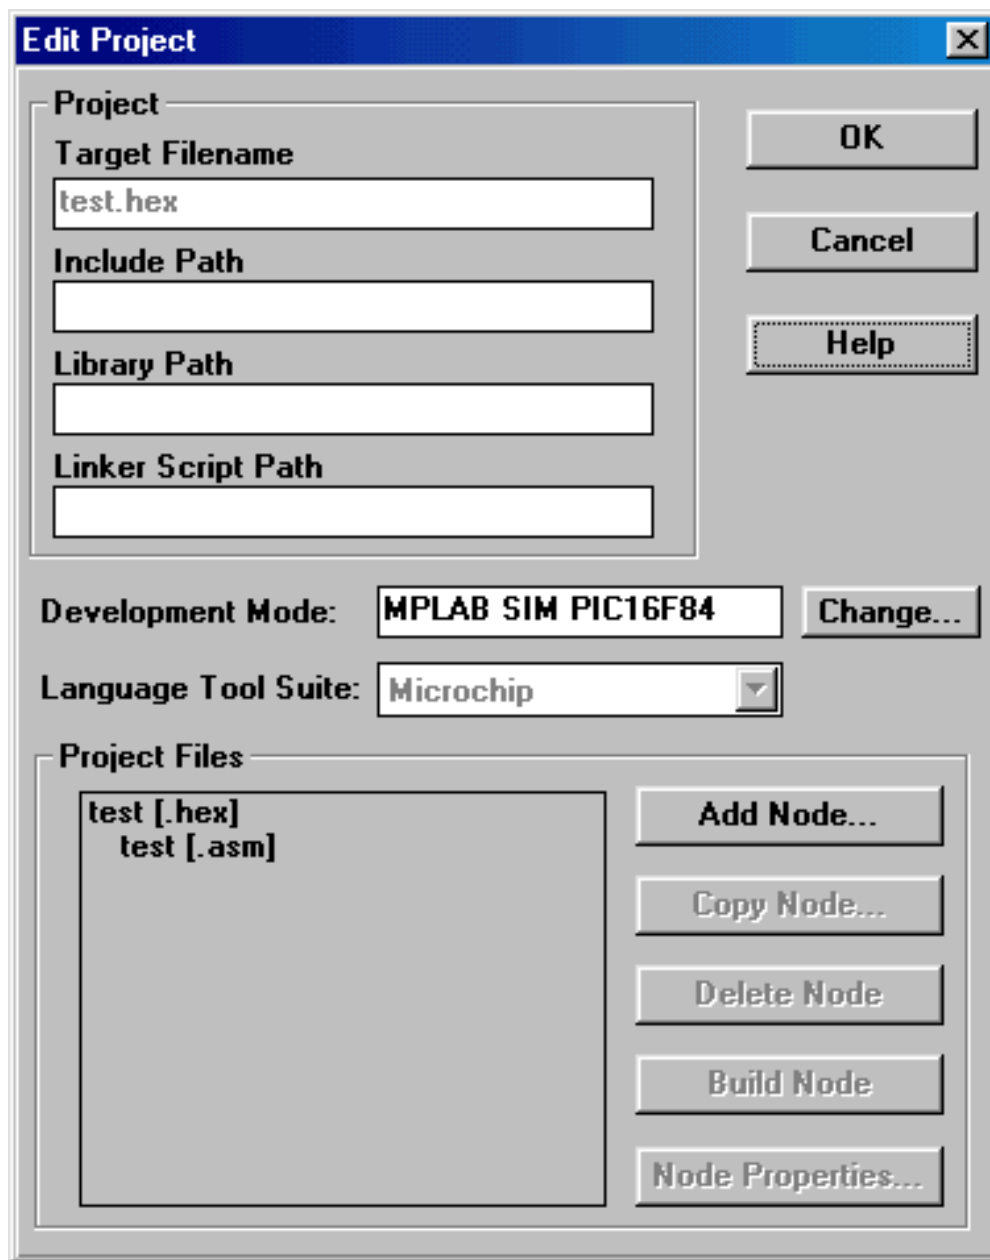 Edit Project
Project
Target Filename
test.hex
Include Path
Library Path
Linker Script Path
OK
Cancel
Help
Development Mode: MPLAB SIM PIC16F84 Change...
Language Tool Suite: Microchip
Project Files
test [.hex]
test [.asm]
Add Node...
Copy Node...
Delete Node
Build Node
Node Properties...